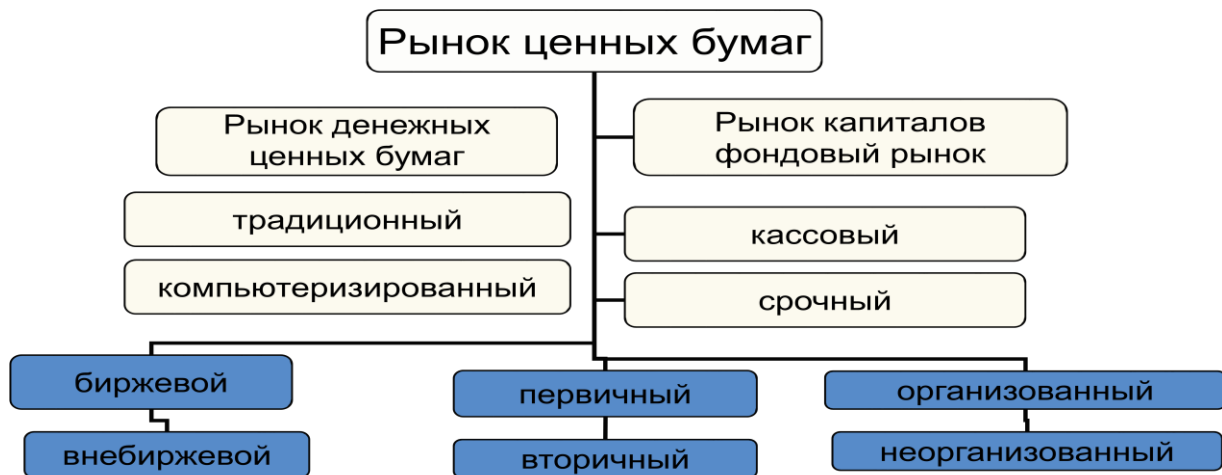 Рынок ценных бумаг
Рынок денежных
ценных бумаг
Рынок капиталов
фондовый рынок
традиционный
кассовый
компьютеризированный
срочный
биржевой
первичный
организованный
внебиржевой
вторичный
неорганизованный